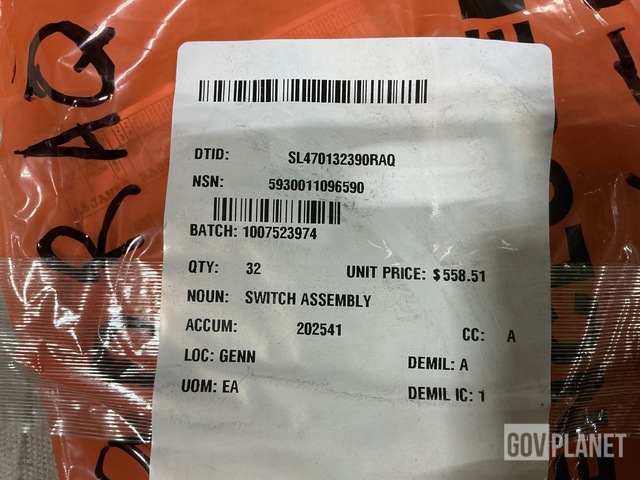 DTID: SL470132390RAQ
NSN: 5930011096590
BATCH: 1007523974
QTY: 32 UNIT PRICE: $558.51
NOUN: SWITCH ASSEMBLY
ACCUM: 202541 CC: A
LOC: GENN DEMIL: A
UOM: EA DEMIL IC: 1
RAQ
GOVPLANET